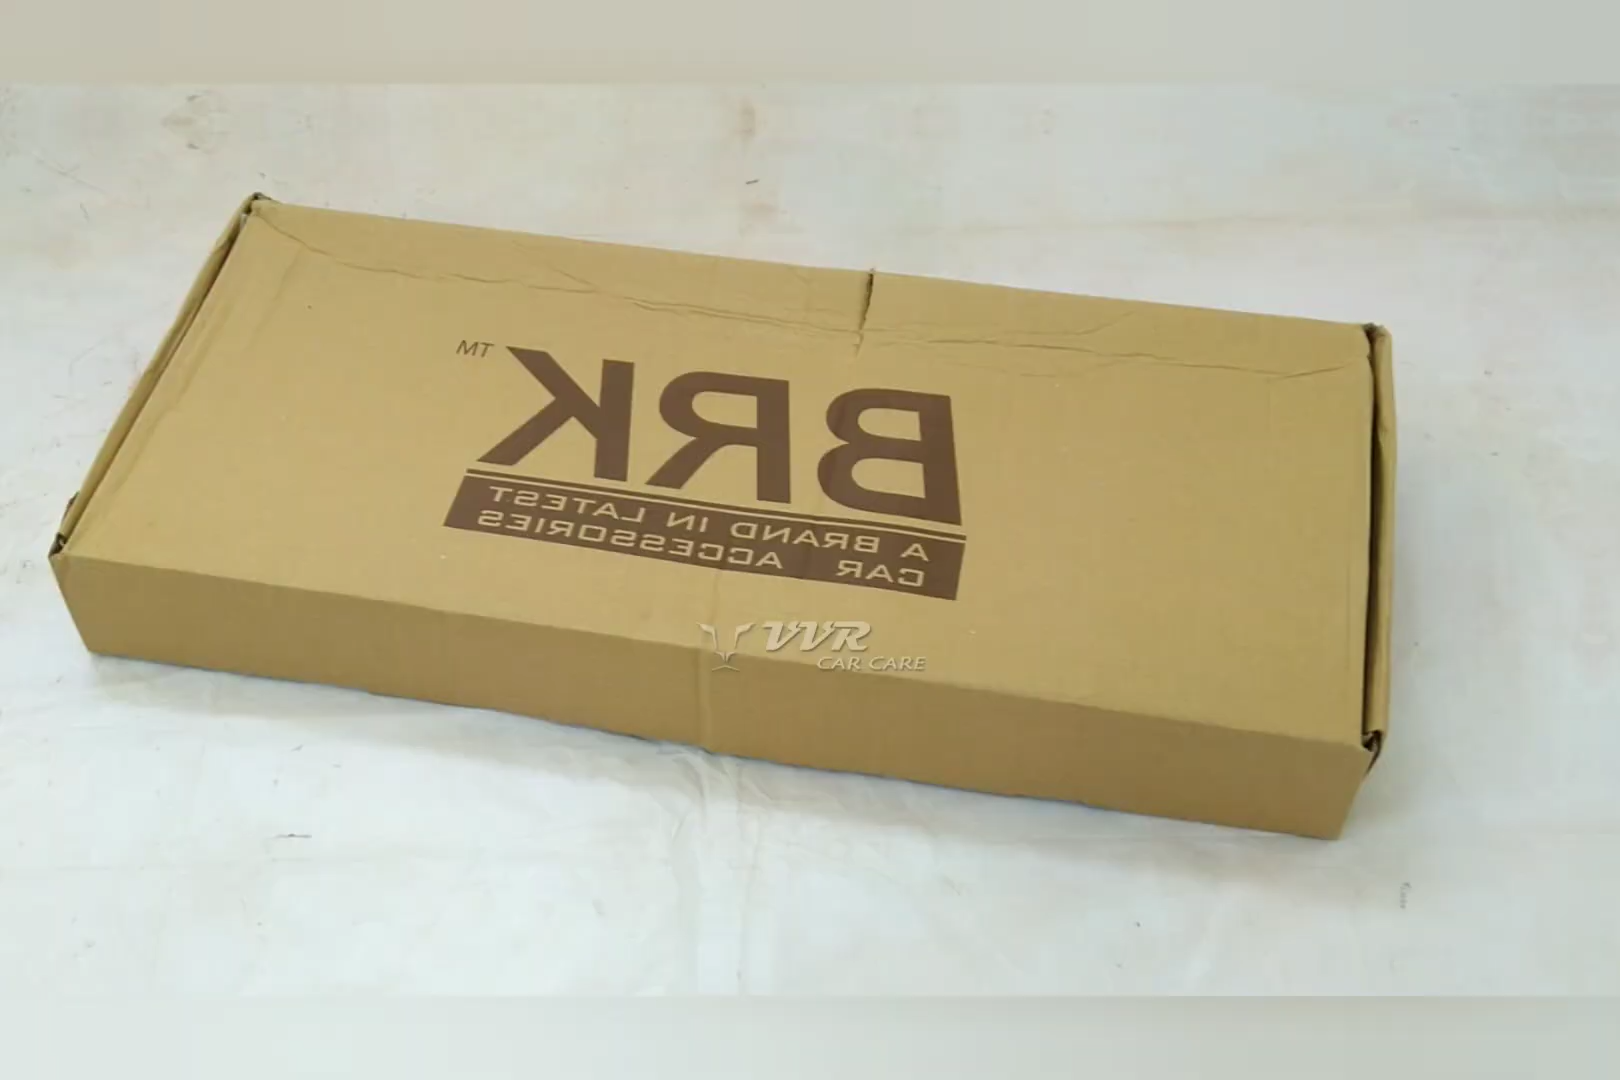 BRK™
A BRAND IN LATEST
CAR ACCESSORIES
VVR
CAR CARE